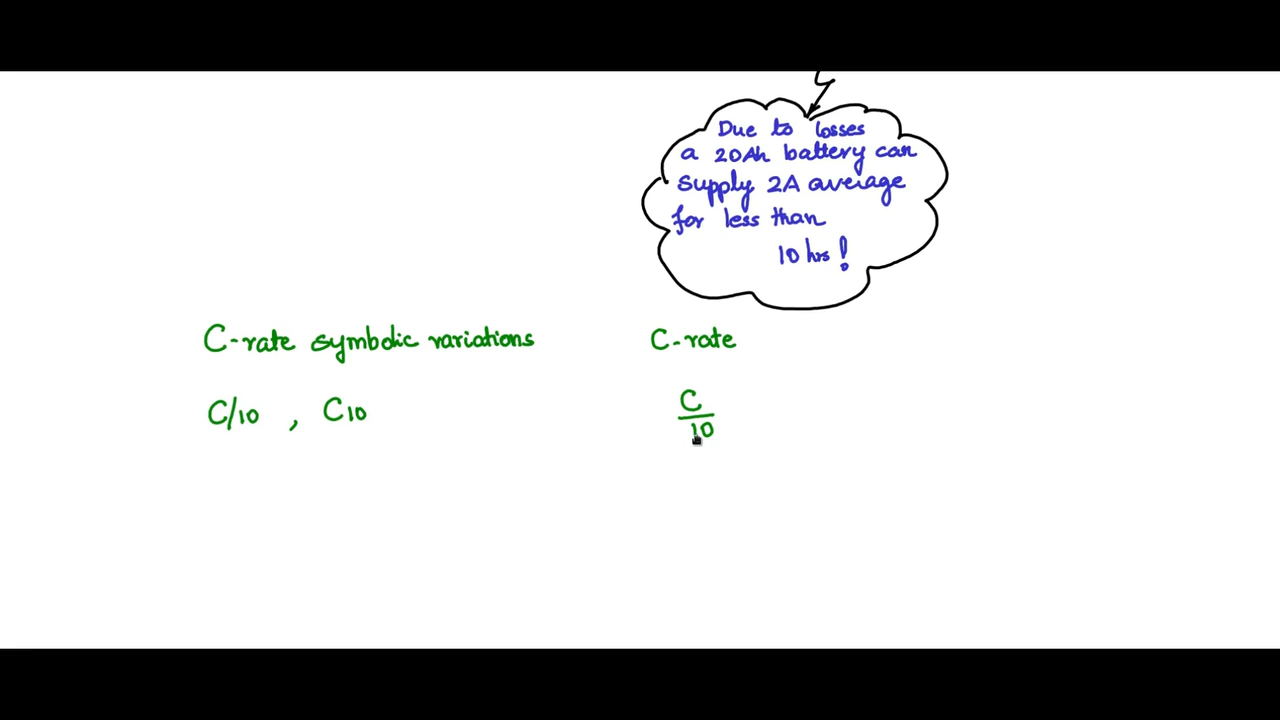 Due to losses
a 20Ah battery can
supply 2A average
for less than
10 hrs!
C-rate symbolic variations C-rate
C/10 , C10 C
10